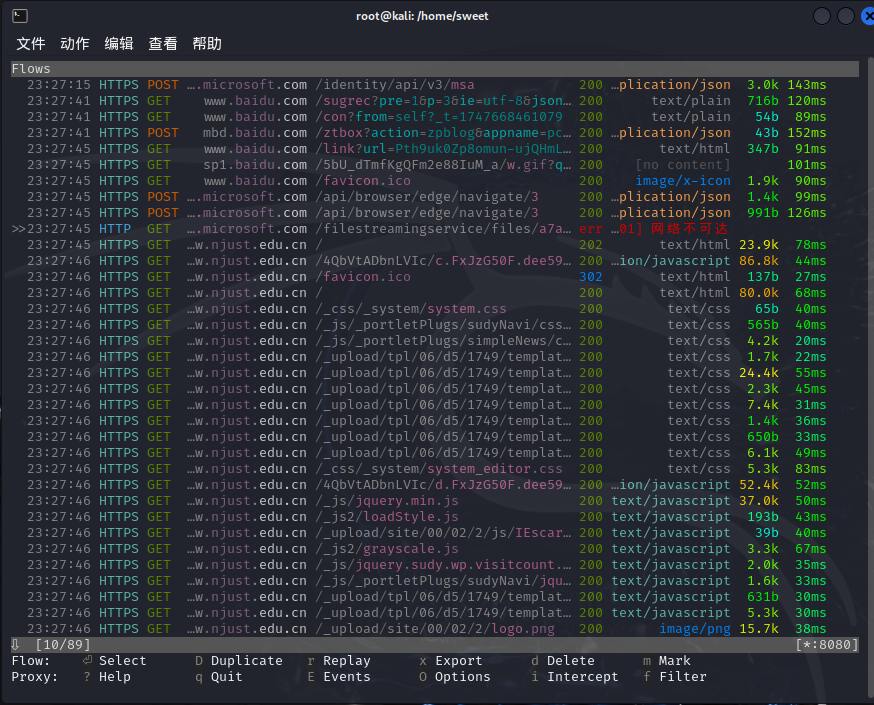 root@kali: /home/sweet
文件 动作 编辑 查看 帮助
Flows
23:27:15 HTTPS POST ….microsoft.com /identity/api/v3/msa 200 …plication/json 3.0k 143ms
23:27:41 HTTPS GET www.baidu.com /sugrec?pre=1&p=3&ie=utf-8&json… 200 text/plain 716b 120ms
23:27:41 HTTPS GET www.baidu.com /con?from=self?_t=1747668461079 200 text/plain 54b 89ms
23:27:41 HTTPS POST mbd.baidu.com /ztbox?action=zpblog&appname=pc… 200 …plication/json 43b 152ms
23:27:45 HTTPS GET www.baidu.com /link?url=Pth9uk0Zp8omun-ujQHmL… 200 text/html 347b 91ms
23:27:45 HTTPS GET sp1.baidu.com /5bU_dTmfKgQFm2e88IuM_a/w.gif?q… 200 [no content] 101ms
23:27:45 HTTPS GET www.baidu.com /favicon.ico 200 image/x-icon 1.9k 90ms
23:27:45 HTTPS POST ….microsoft.com /api/browser/edge/navigate/3 200 …plication/json 1.4k 99ms
23:27:45 HTTPS POST ….microsoft.com /api/browser/edge/navigate/3 200 …plication/json 991b 126ms
>>23:27:45 HTTP GET ….microsoft.com /filestreamingservice/files/a7a… err …01] 网络不可达
23:27:45 HTTPS GET …w.njust.edu.cn / 202 text/html 23.9k 78ms
23:27:46 HTTPS GET …w.njust.edu.cn /4QbVtADbnLVIc/c.FxJzG50F.dee59… 200 …ion/javascript 86.8k 44ms
23:27:46 HTTPS GET …w.njust.edu.cn /favicon.ico 302 text/html 137b 27ms
23:27:46 HTTPS GET …w.njust.edu.cn / 200 text/html 80.0k 68ms
23:27:46 HTTPS GET …w.njust.edu.cn /_css/_system/system.css 200 text/css 65b 40ms
23:27:46 HTTPS GET …w.njust.edu.cn /_js/_portletPlugs/sudyNavi/css… 200 text/css 565b 40ms
23:27:46 HTTPS GET …w.njust.edu.cn /_js/_portletPlugs/simpleNews/c… 200 text/css 4.2k 20ms
23:27:46 HTTPS GET …w.njust.edu.cn /_upload/tpl/06/d5/1749/templat… 200 text/css 1.7k 22ms
23:27:46 HTTPS GET …w.njust.edu.cn /_upload/tpl/06/d5/1749/templat… 200 text/css 24.4k 55ms
23:27:46 HTTPS GET …w.njust.edu.cn /_upload/tpl/06/d5/1749/templat… 200 text/css 2.3k 45ms
23:27:46 HTTPS GET …w.njust.edu.cn /_upload/tpl/06/d5/1749/templat… 200 text/css 7.4k 31ms
23:27:46 HTTPS GET …w.njust.edu.cn /_upload/tpl/06/d5/1749/templat… 200 text/css 1.4k 36ms
23:27:46 HTTPS GET …w.njust.edu.cn /_upload/tpl/06/d5/1749/templat… 200 text/css 650b 33ms
23:27:46 HTTPS GET …w.njust.edu.cn /_upload/tpl/06/d5/1749/templat… 200 text/css 6.1k 49ms
23:27:46 HTTPS GET …w.njust.edu.cn /_css/_system/system_editor.css 200 text/css 5.3k 83ms
23:27:46 HTTPS GET …w.njust.edu.cn /4QbVtADbnLVIc/d.FxJzG50F.dee59… 200 …ion/javascript 52.4k 52ms
23:27:46 HTTPS GET …w.njust.edu.cn /_js/jquery.min.js 200 text/javascript 37.0k 50ms
23:27:46 HTTPS GET …w.njust.edu.cn /_js2/loadStyle.js 200 text/javascript 193b 43ms
23:27:46 HTTPS GET …w.njust.edu.cn /_upload/site/00/02/2/js/IEscar… 200 text/javascript 39b 40ms
23:27:46 HTTPS GET …w.njust.edu.cn /_js2/grayscale.js 200 text/javascript 3.3k 67ms
23:27:46 HTTPS GET …w.njust.edu.cn /_js/jquery.sudy.wp.visitcount.… 200 text/javascript 2.0k 35ms
23:27:46 HTTPS GET …w.njust.edu.cn /_js/_portletPlugs/sudyNavi/jqu… 200 text/javascript 1.6k 33ms
23:27:46 HTTPS GET …w.njust.edu.cn /_upload/tpl/06/d5/1749/templat… 200 text/javascript 631b 30ms
23:27:46 HTTPS GET …w.njust.edu.cn /_upload/tpl/06/d5/1749/templat… 200 text/javascript 5.3k 30ms
23:27:46 HTTPS GET …w.njust.edu.cn /_upload/site/00/02/2/logo.png 200 image/png 15.7k 38ms
⇩ [10/89] [*:8080]
Flow: ⏎ Select D Duplicate r Replay x Export d Delete m Mark
Proxy: ? Help q Quit E Events O Options i Intercept f Filter